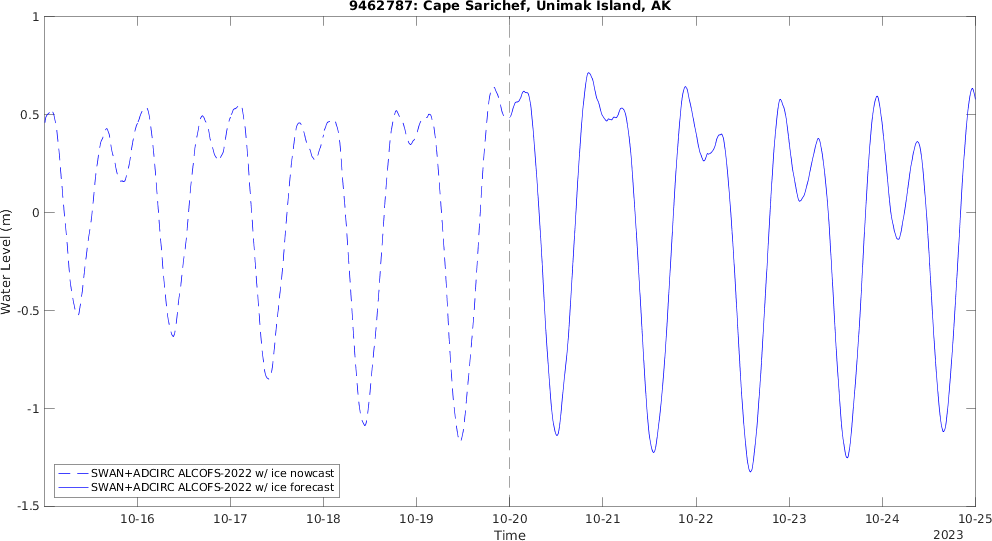 9462787: Cape Sarichef, Unimak Island, AK
1
0.5
0
-0.5
-1
-1.5
Water Level (m)
SWAN+ADCIRC ALCOFS-2022 w/ ice nowcast
SWAN+ADCIRC ALCOFS-2022 w/ ice forecast
10-16 10-17 10-18 10-19 10-20 10-21 10-22 10-23 10-24 10-25
Time
2023